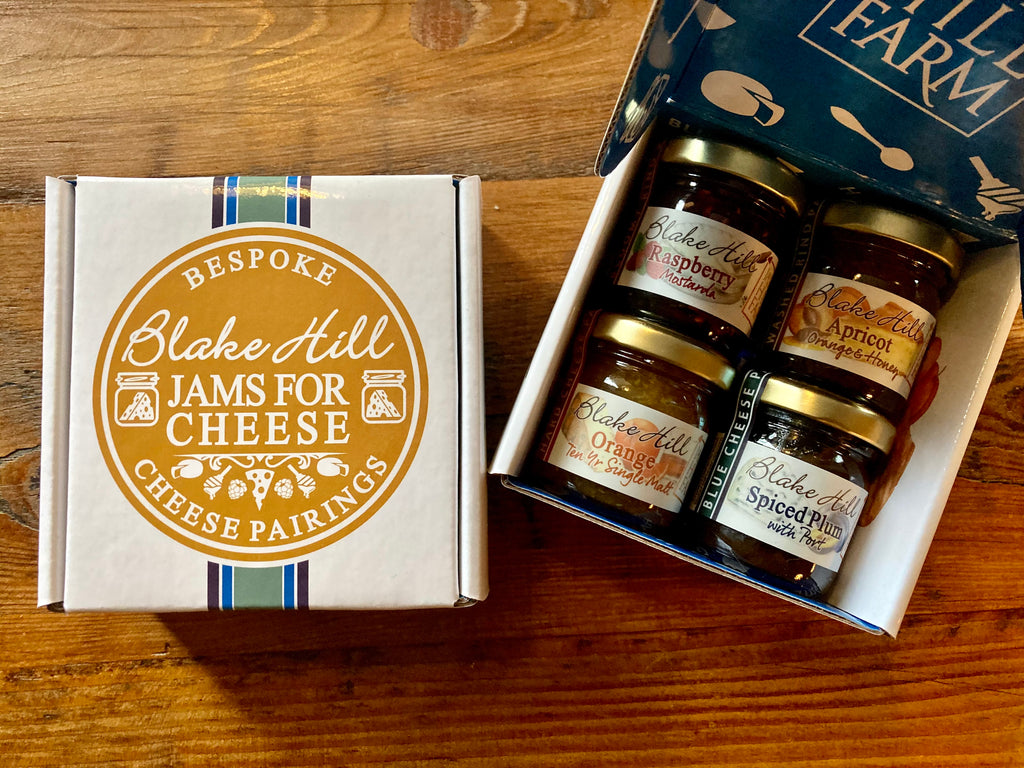 BESPOKE
Blake Hill
JAMS FOR
CHEESE
CHEESE PAIRINGS
HILL
FARM
Blake Hill
Raspberry
Mostarda
WASHED RIND
Blake Hill
Apricot
Orange & Honey
Blake Hill
Orange
Ten Yr Single Malt
BLUE CHEESE P
Blake Hill
Spiced Plum
with Port